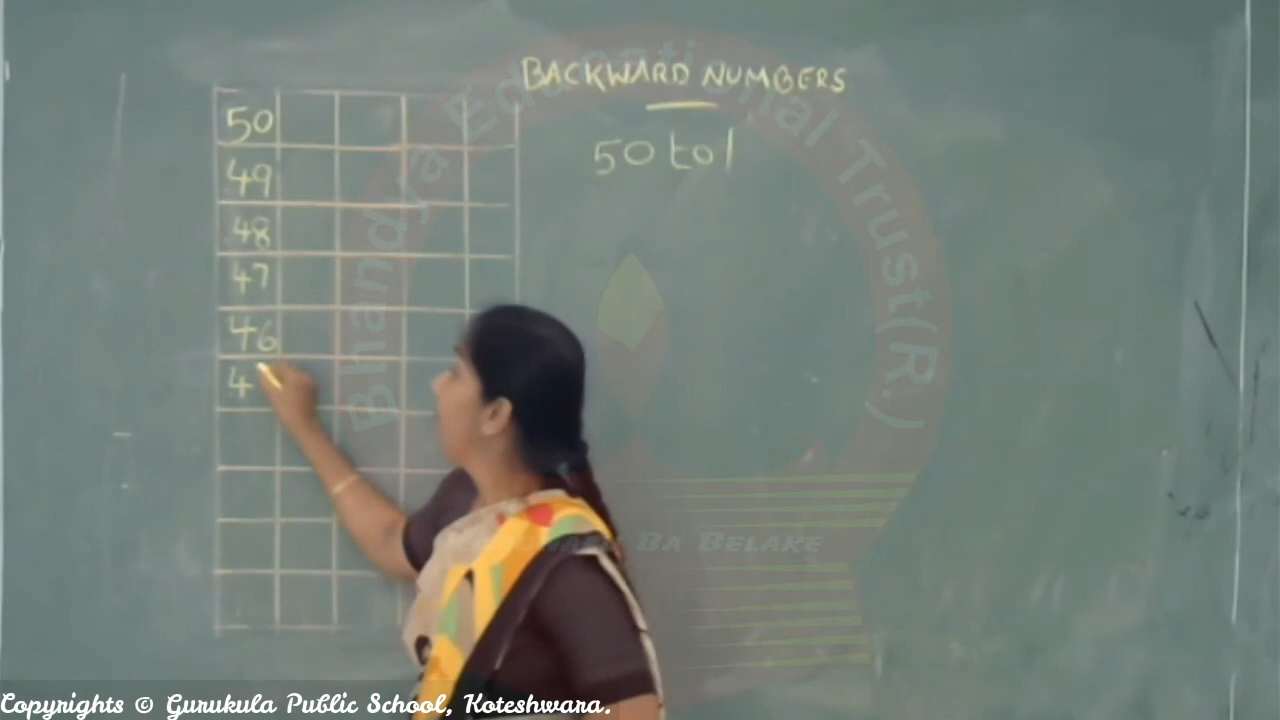 BACKWARD NUMBERS
50 to 1
50
49
48
47
46
4
Bhandya Educational Trust(R.)
Ba Belake
Copyrights © Gurukula Public School, Koteshwara.